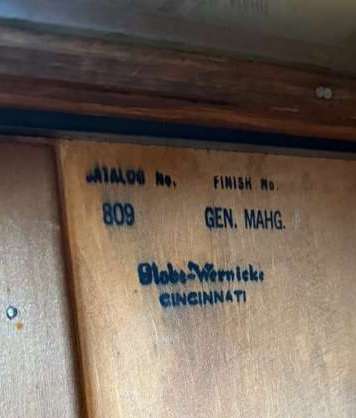 CATALOG No. FINISH No.
809 GEN. MAHG.
Globe-Wernicke
CINCINNATI